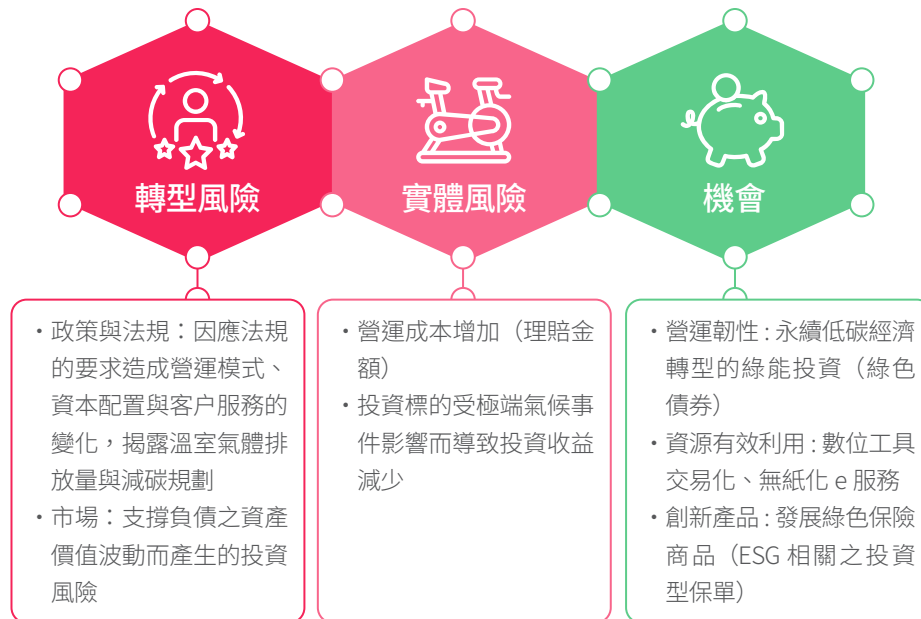 轉型風險
實體風險
機會
・政策與法規：因應法規
的要求造成營運模式、
資本配置與客户服務的
變化，揭露溫室氣體排
放量與減碳規劃
・市場：支撐負債之資產
價值波動而產生的投資
風險
・營運成本增加（理賠金
額）
・投資標的受極端氣候事
件影響而導致投資收益
減少
・營運韌性 : 永續低碳經濟
轉型的綠能投資（綠色
債券）
・資源有效利用 : 數位工具
交易化、無紙化 e 服務
・創新產品 : 發展綠色保險
商品（ESG 相關之投資
型保單）